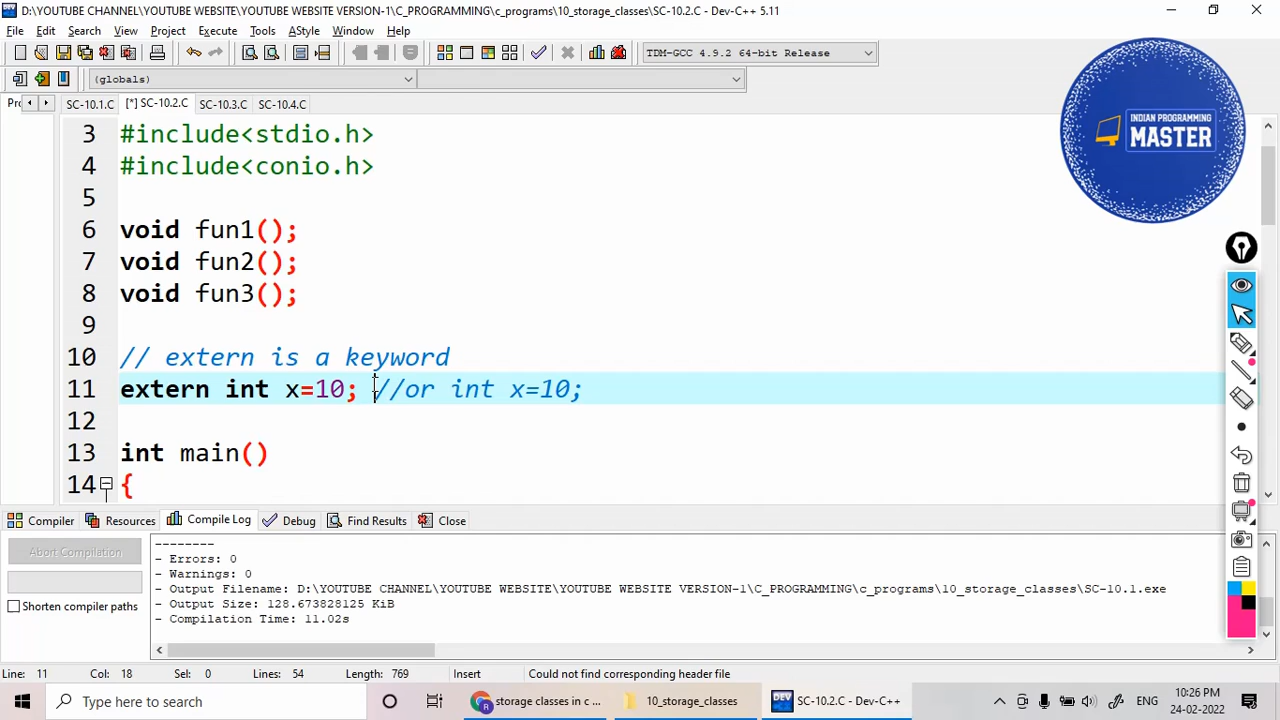 D:\YOUTUBE CHANNEL\YOUTUBE WEBSITE\YOUTUBE WEBSITE VERSION-1\C_PROGRAMMING\c_programs\10_storage_classes\SC-10.2.C - Dev-C++ 5.11
File Edit Search View Project Execute Tools AStyle Window Help
TDM-GCC 4.9.2 64-bit Release
(globals)
Pro SC-10.1.C [*] SC-10.2.C SC-10.3.C SC-10.4.C
INDIAN PROGRAMMING
MASTER
3 #include<stdio.h>
4 #include<conio.h>
5
6 void fun1();
7 void fun2();
8 void fun3();
9
10 // extern is a keyword
11 extern int x=10; //or int x=10;
12
13 int main()
14 {
Compiler Resources Compile Log Debug Find Results Close
Abort Compilation
Shorten compiler paths
--------
- Errors: 0
- Warnings: 0
- Output Filename: D:\YOUTUBE CHANNEL\YOUTUBE WEBSITE\YOUTUBE WEBSITE VERSION-1\C_PROGRAMMING\c_programs\10_storage_classes\SC-10.1.exe
- Output Size: 128.673828125 KiB
- Compilation Time: 11.02s
Line: 11 Col: 18 Sel: 0 Lines: 54 Length: 769 Insert Could not find corresponding header file
Type here to search
storage classes in c ...
10_storage_classes
SC-10.2.C - Dev-C++
10:26 PM
24-02-2022